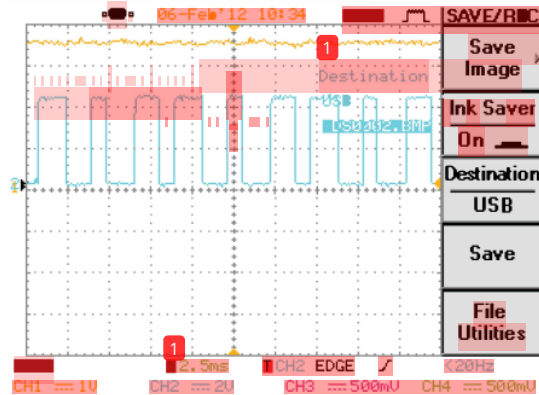 06-Feb'12 10:34
SAVE/REC
1
Save
Image
Destination
USB
DS0002.BMP
Ink Saver
On
2
Destination
USB
Save
File
Utilities
1
2.5ms
T CH2 EDGE
<20Hz
CH1 1V
CH2 2V
CH3 500mV
CH4 500mV